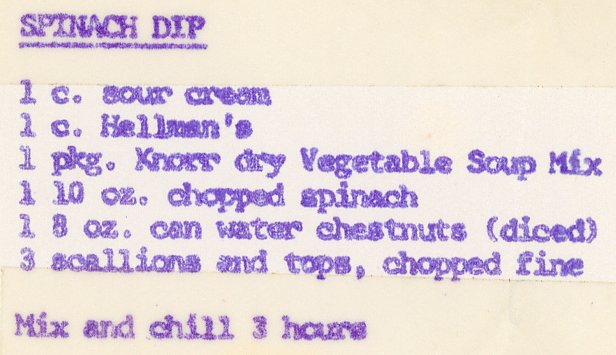 SPINACH DIP
1 c. sour cream
1 c. Hellman's
1 pkg. Knorr dry Vegetable Soup Mix
1 10 oz. chopped spinach
1 8 oz. can water chestnuts (diced)
3 scallions and tops, chopped fine
Mix and chill 3 hours